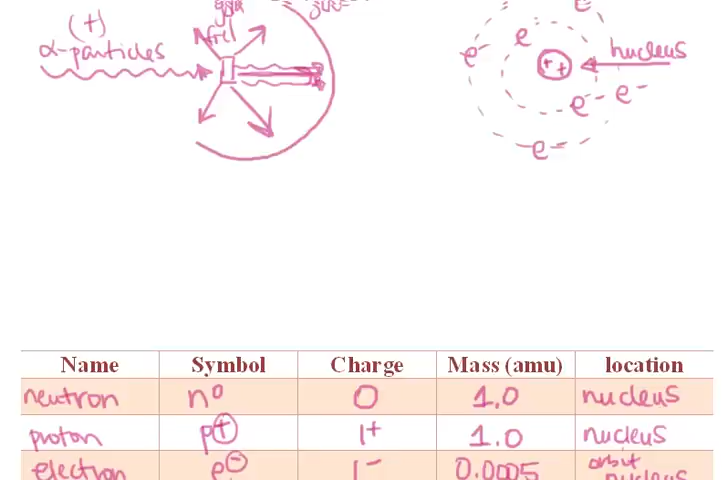 (+)
α-particles
foil
e⁻
e
e⁻
++
nucleus
e⁻
e⁻
e⁻
Name Symbol Charge Mass (amu) location
neutron n⁰ 0 1.0 nucleus
proton p⁺ 1⁺ 1.0 nucleus
electron e⁻ 1⁻ 0.0005 orbit
nucleus